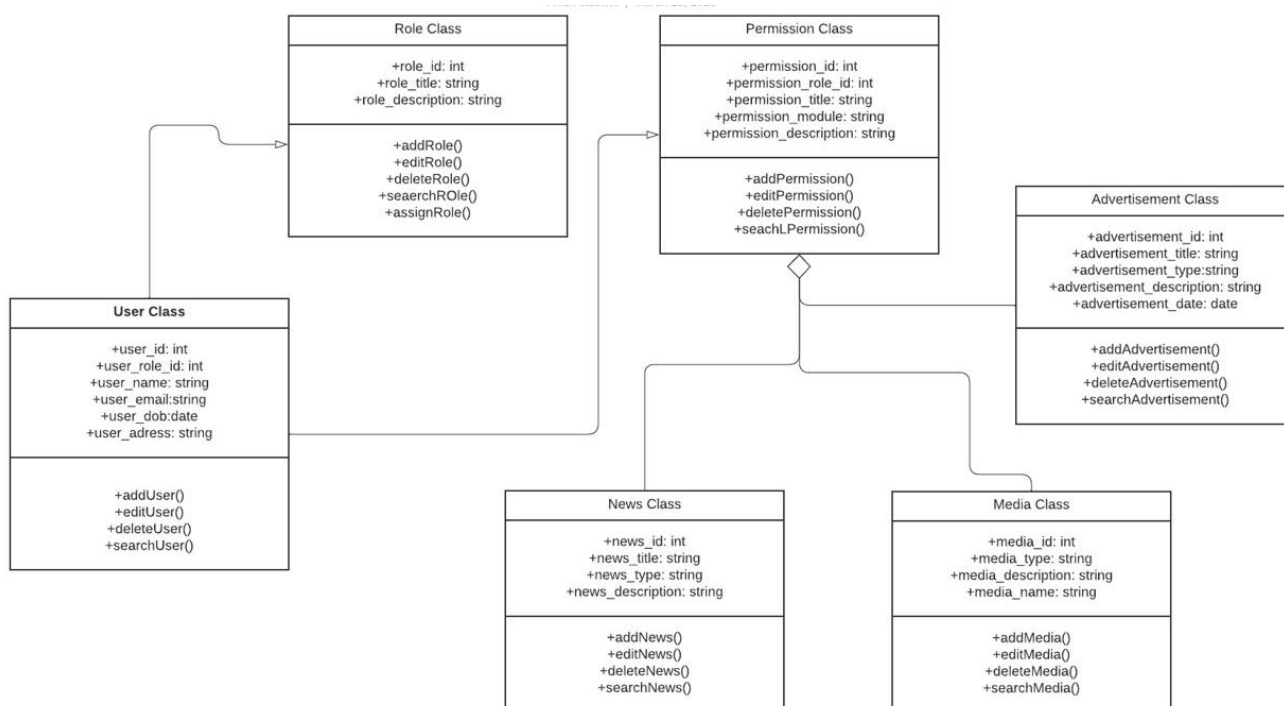 Role Class
+role_id: int
+role_title: string
+role_description: string
+addRole()
+editRole()
+deleteRole()
+seaerchROle()
+assignRole()
Permission Class
+permission_id: int
+permission_role_id: int
+permission_title: string
+permission_module: string
+permission_description: string
+addPermission()
+editPermission()
+deletePermission()
+seachLPermission()
Advertisement Class
+advertisement_id: int
+advertisement_title: string
+advertisement_type:string
+advertisement_description: string
+advertisement_date: date
+addAdvertisement()
+editAdvertisement()
+deleteAdvertisement()
+searchAdvertisement()
User Class
+user_id: int
+user_role_id: int
+user_name: string
+user_email:string
+user_dob:date
+user_adress: string
+addUser()
+editUser()
+deleteUser()
+searchUser()
News Class
+news_id: int
+news_title: string
+news_type: string
+news_description: string
+addNews()
+editNews()
+deleteNews()
+searchNews()
Media Class
+media_id: int
+media_type: string
+media_description: string
+media_name: string
+addMedia()
+editMedia()
+deleteMedia()
+searchMedia()